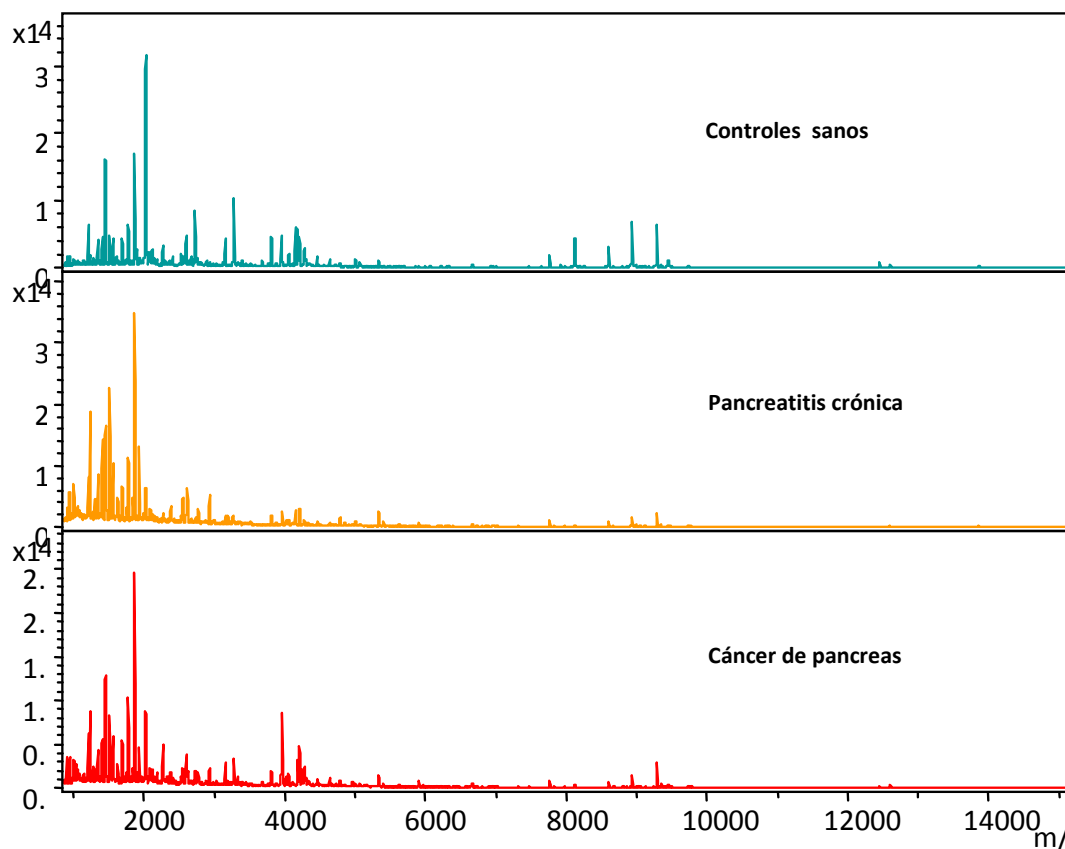 x14
3
2
1
0
Controles sanos
x14
3
2
1
0
Pancreatitis crónica
x14
2.
2.
1.
1.
0.
0.
Cáncer de pancreas
2000 4000 6000 8000 10000 12000 14000
m/